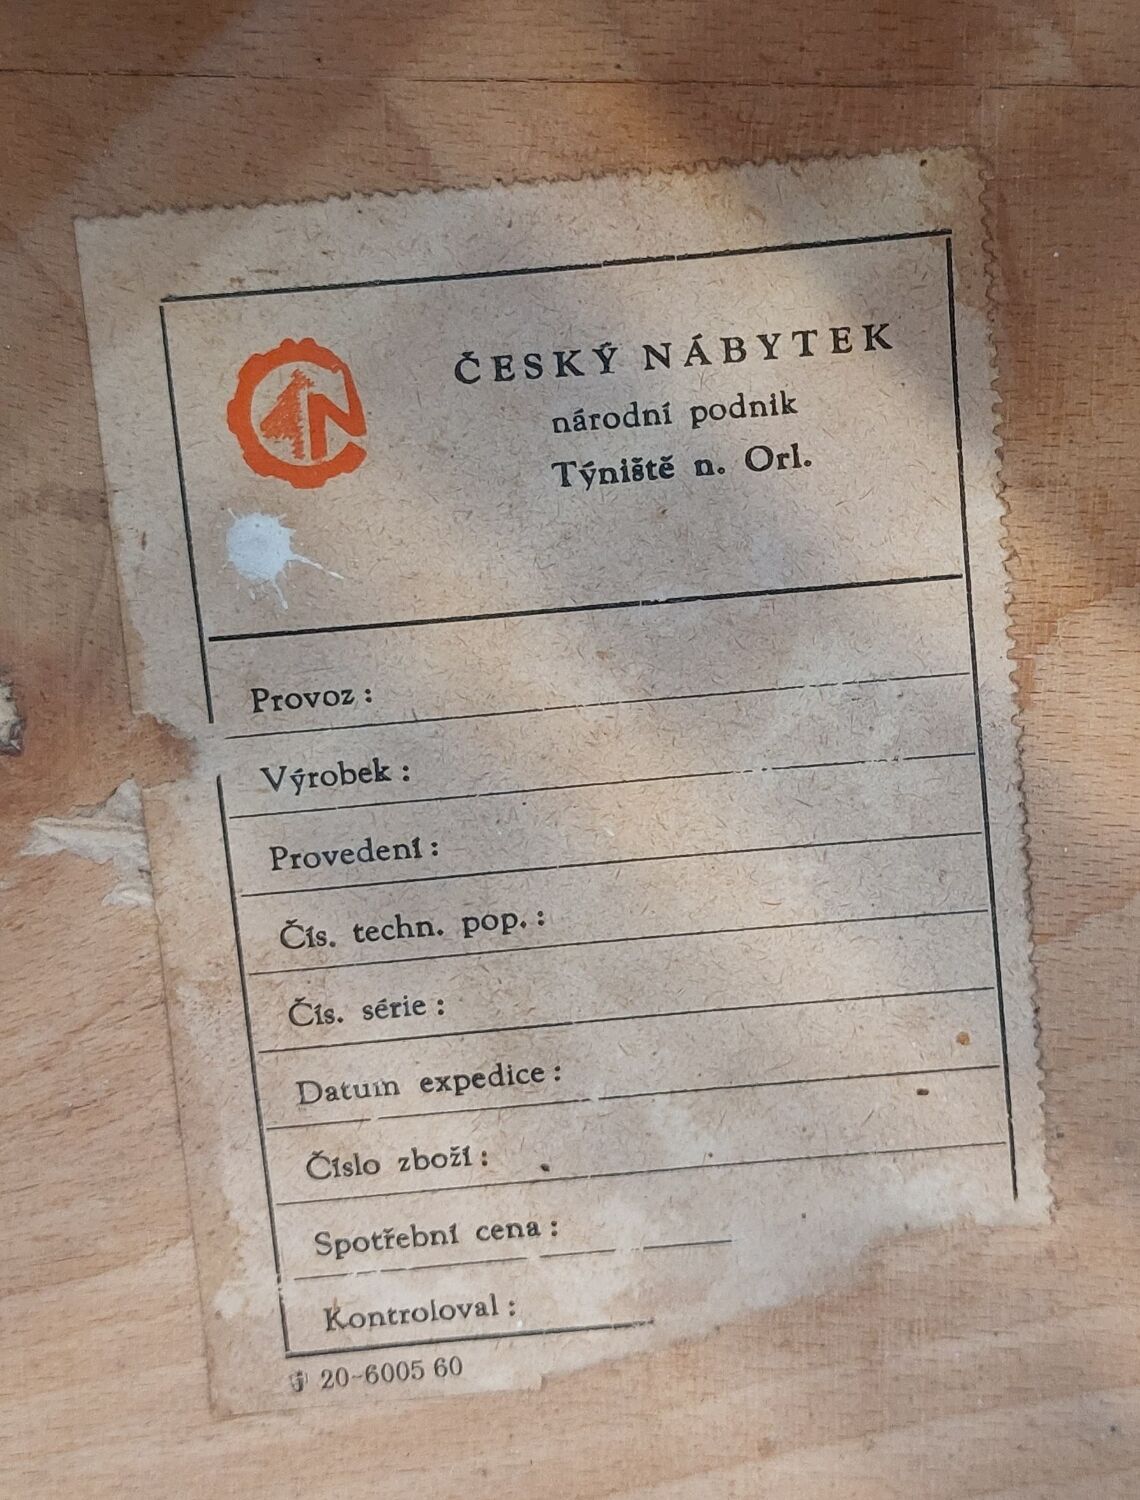 ČESKÝ NÁBYTEK
národní podnik
Týniště n. Orl.
Provoz :
Výrobek :
Provedení :
Čís. techn. pop. :
Čís. série :
Datum expedice :
Číslo zboží :
Spotřební cena :
Kontroloval :
20-6005 60